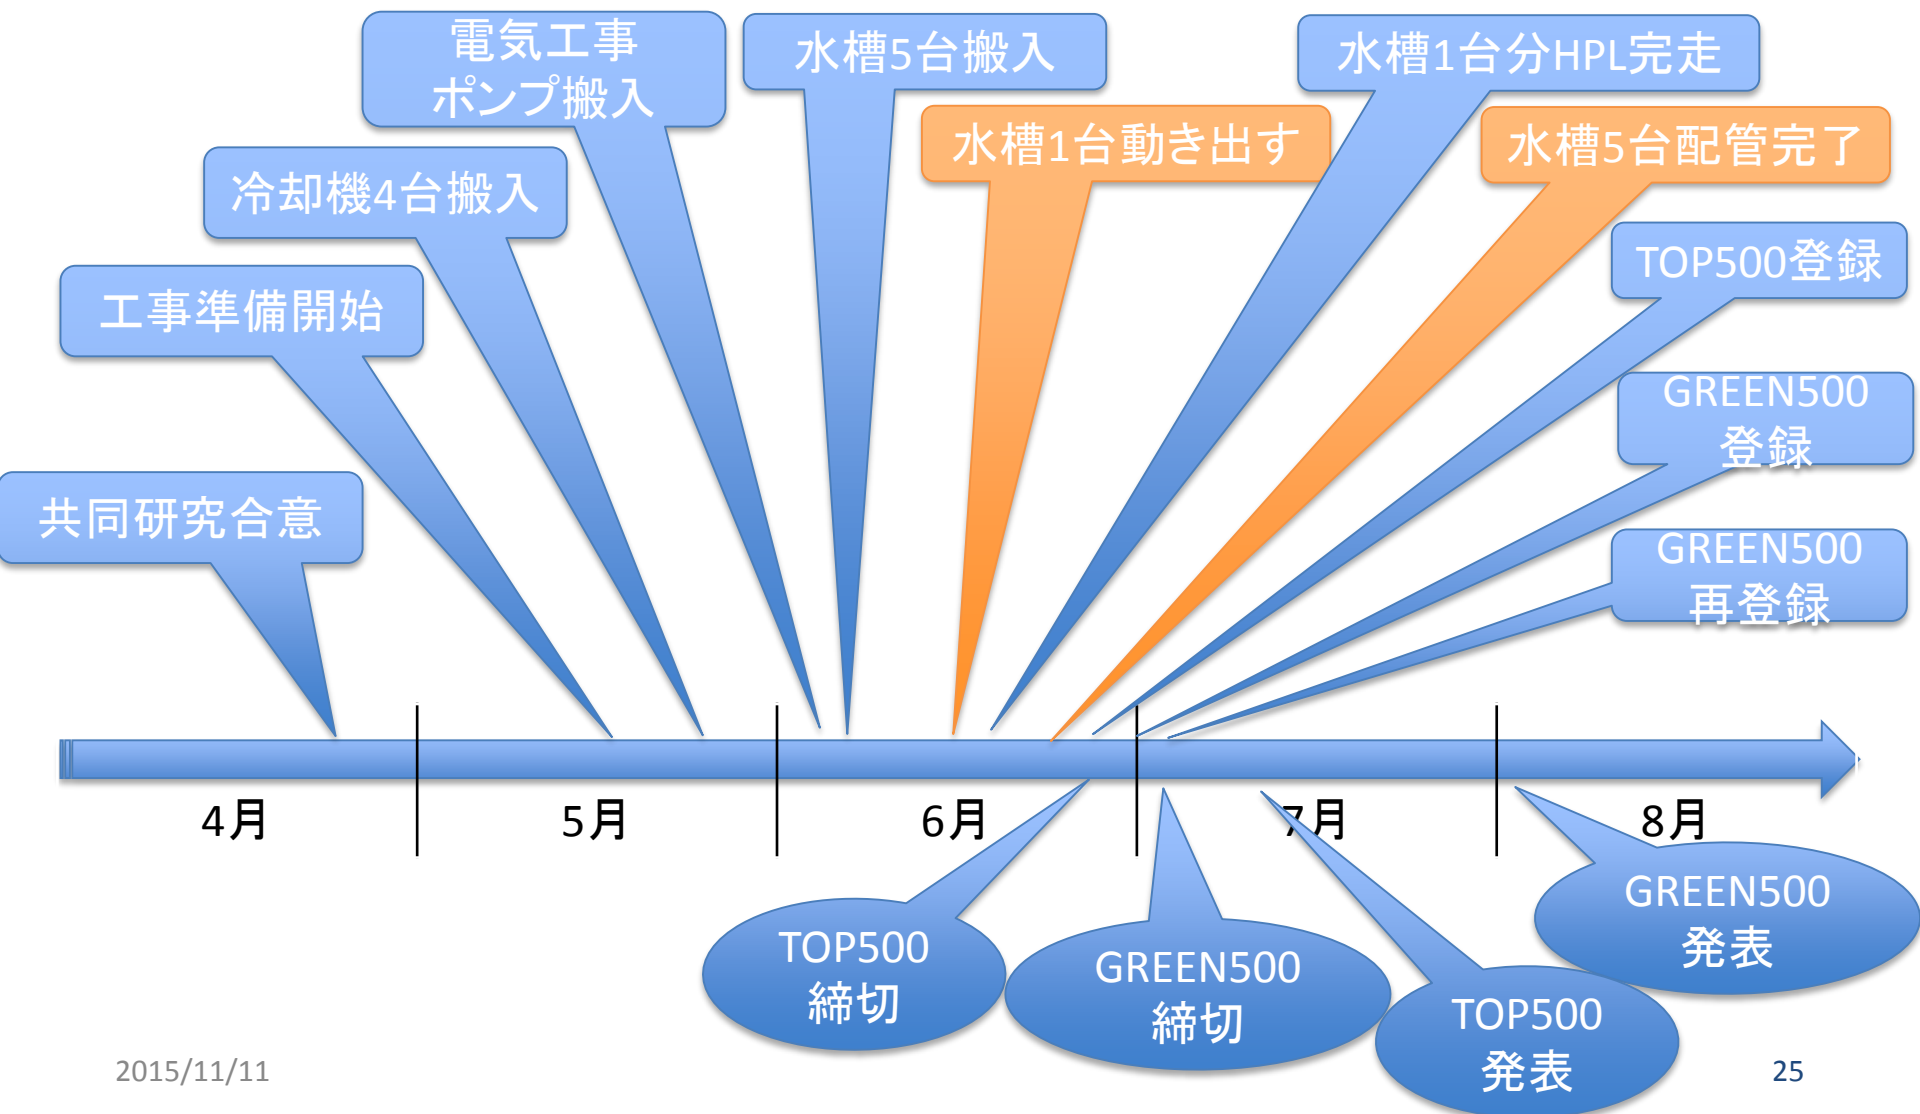 電気工事
ポンプ搬入
水槽5台搬入
水槽1台分HPL完走
水槽1台動き出す
水槽5台配管完了
冷却機4台搬入
TOP500登録
工事準備開始
GREEN500
登録
共同研究合意
GREEN500
再登録
4月
5月
6月
7月
8月
TOP500
締切
GREEN500
締切
TOP500
発表
GREEN500
発表
2015/11/11
25